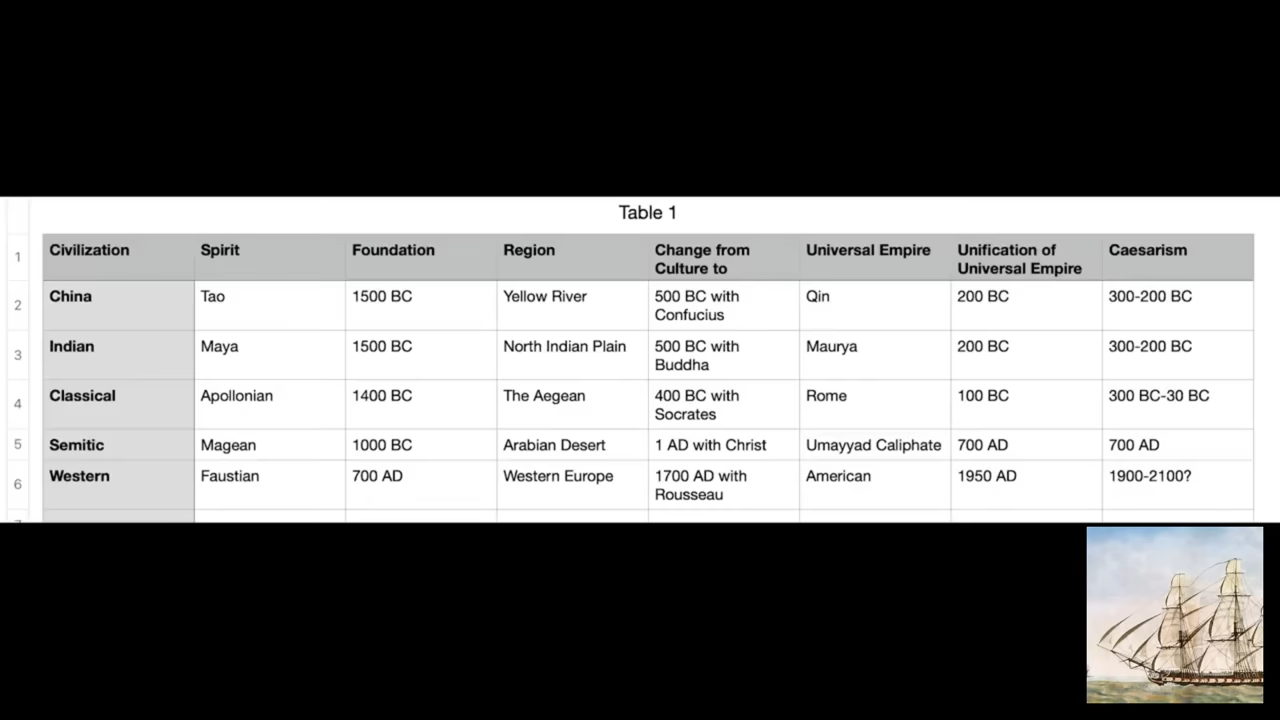 Table 1
1 Civilization Spirit Foundation Region Change from Culture to Universal Empire Unification of Universal Empire Caesarism
2 China Tao 1500 BC Yellow River 500 BC with Confucius Qin 200 BC 300-200 BC
3 Indian Maya 1500 BC North Indian Plain 500 BC with Buddha Maurya 200 BC 300-200 BC
4 Classical Apollonian 1400 BC The Aegean 400 BC with Socrates Rome 100 BC 300 BC-30 BC
5 Semitic Magean 1000 BC Arabian Desert 1 AD with Christ Umayyad Caliphate 700 AD 700 AD
6 Western Faustian 700 AD Western Europe 1700 AD with Rousseau American 1950 AD 1900-2100?